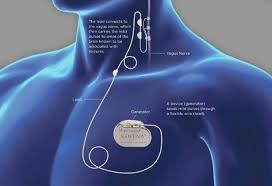 The lead connects to
the vagus nerve, which
then carries the mild
pulses to areas of the
brain known to be
associated with
seizures.
Vagus Nerve
Lead
Generator
A device (generator)
sends mild pulses through
a flexible wire (lead).